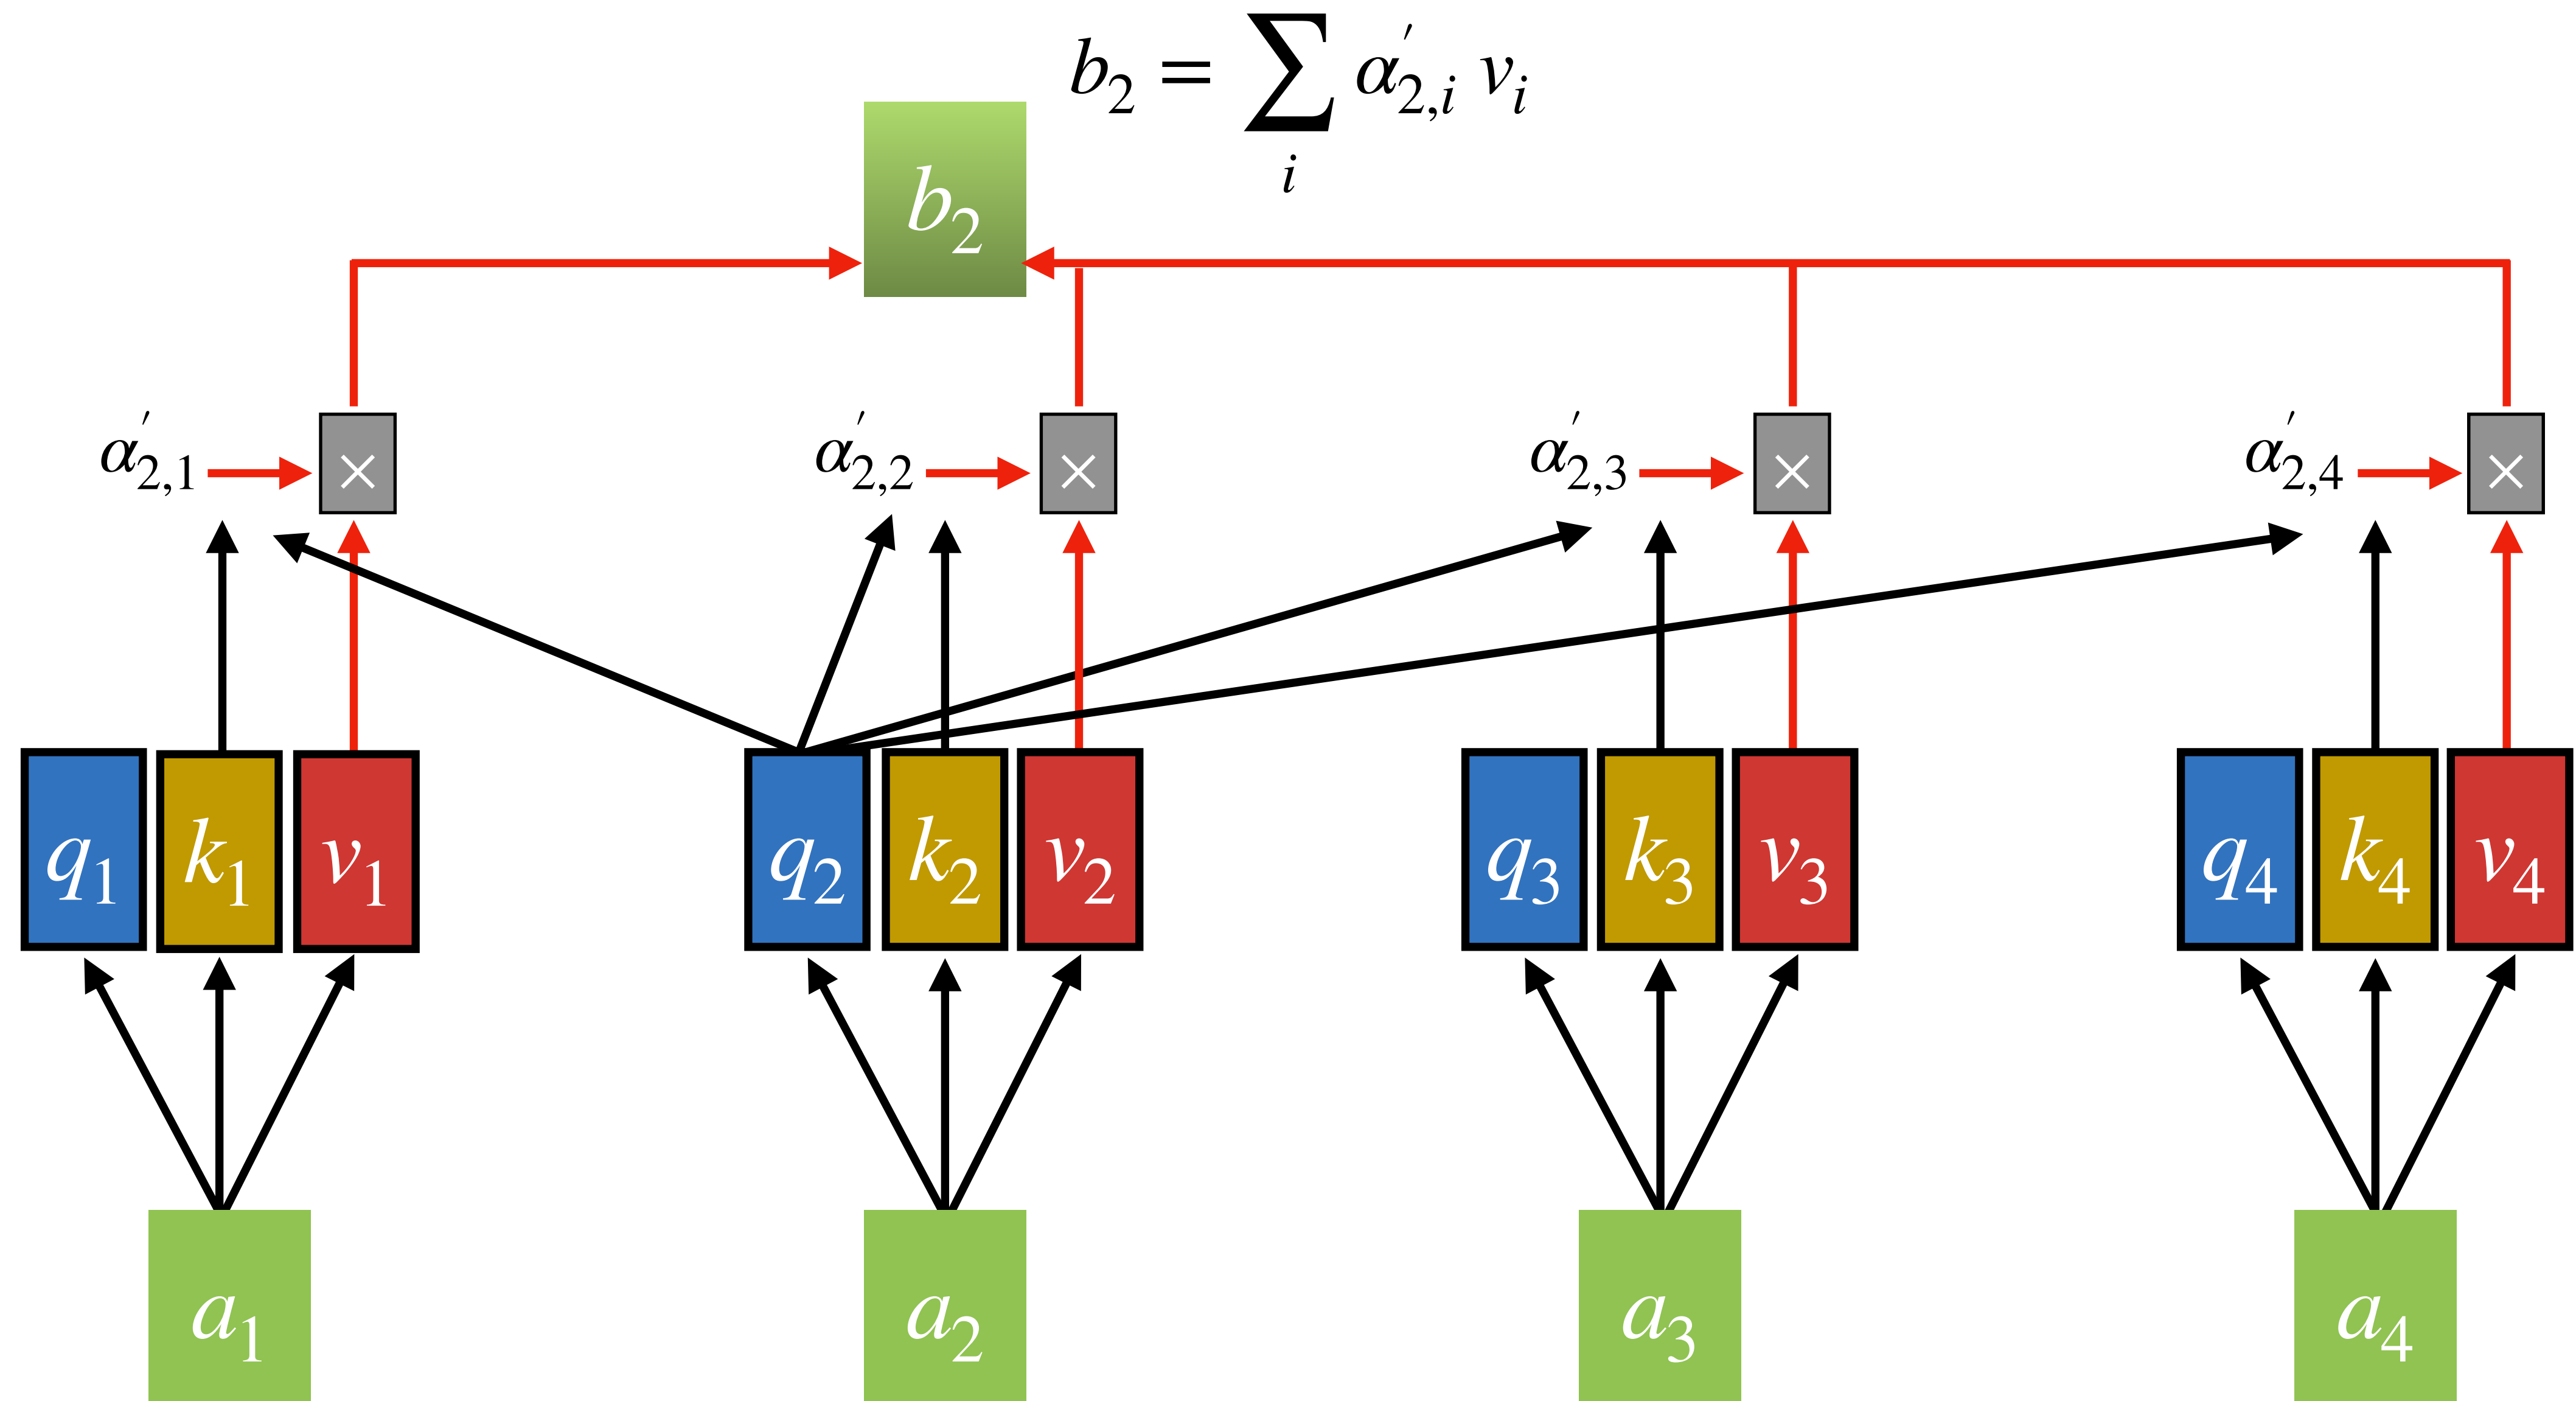 b₂ = ∑ᵢ α′₂,ᵢ vᵢ
b₂
α′₂,₁ × α′₂,₂ × α′₂,₃ × α′₂,₄ ×
q₁ k₁ v₁ q₂ k₂ v₂ q₃ k₃ v₃ q₄ k₄ v₄
a₁ a₂ a₃ a₄